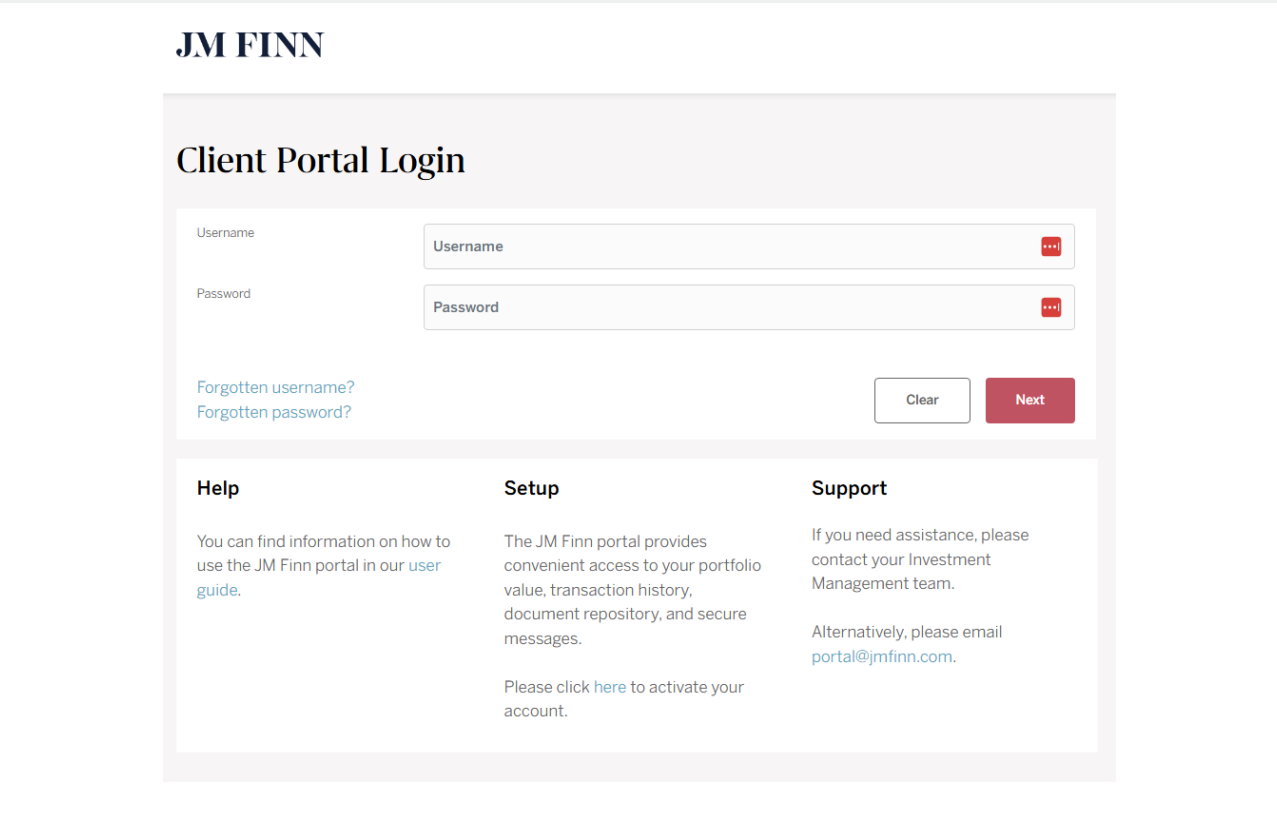 JM FINN
Client Portal Login
Username
Username
Password
Password
Forgotten username?
Forgotten password?
Clear
Next
Help
You can find information on how to
use the JM Finn portal in our user
guide.
Setup
The JM Finn portal provides
convenient access to your portfolio
value, transaction history,
document repository, and secure
messages.
Please click here to activate your
account.
Support
If you need assistance, please
contact your Investment
Management team.
Alternatively, please email
portal@jmfinn.com.